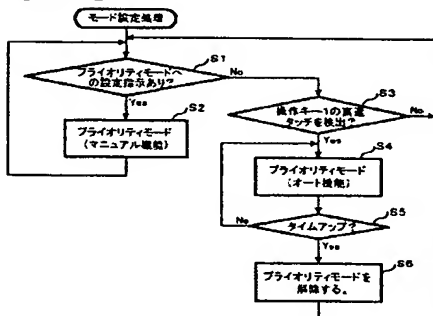 モード設定処理
S1
プライオリティモードへ
の設定指示あり?
No
Yes
S2
プライオリティモード
(マニュアル機能)
S3
操作キー1の直連
タッチを検出?
No
Yes
S4
プライオリティモード
(オート機能)
S5
タイムアップ?
No
Yes
S6
プライオリティモードを
解除する。